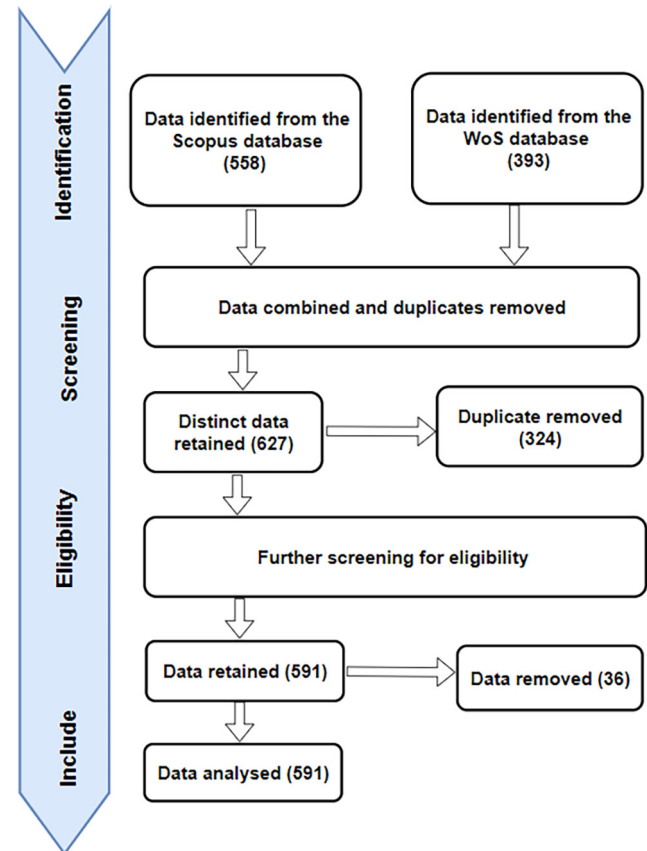 Identification
Data identified from the
Scopus database
(558)
Data identified from the
WoS database
(393)
Screening
Data combined and duplicates removed
Distinct data
retained (627)
Duplicate removed
(324)
Eligibility
Further screening for eligibility
Data retained (591)
Data removed (36)
Include
Data analysed (591)